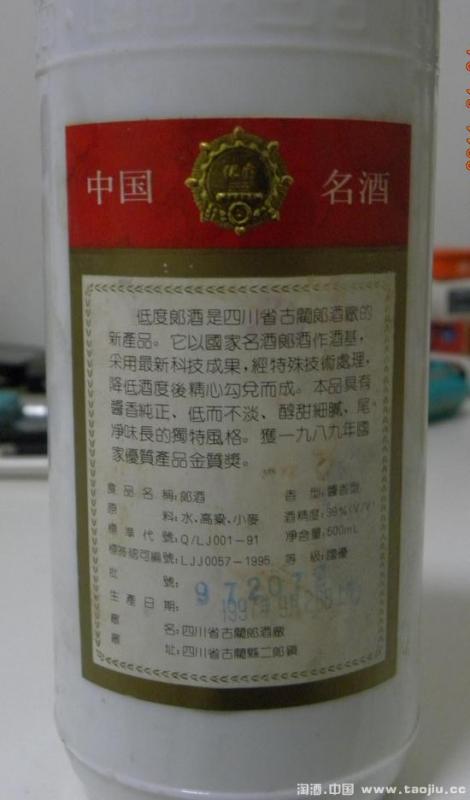 中国 名酒
低度郎酒是四川省古藺郎酒廠的
新產品。它以國家名酒郎酒作酒基，
采用最新科技成果，經特殊技術處理，
降低酒度後精心勾兌而成。本品具有
醬香純正、低而不淡、醇甜細膩、尾
淨味長的獨特風格。獲一九八九年國
家優質產品金質獎。
食品名稱:郎酒 香型:醬香型
原料:水、高粱、小麥 酒精度:39%(V/V)
標準代號:Q/LJ001-91 净含量:500mL
標簽認可編號:LJJ0057-1995 等級:國優
批號:
生產日期:
廠名:四川省古藺郎酒廠
廠址:四川省古藺縣二郎鎮
淘酒.中国 www.taojiu.cc